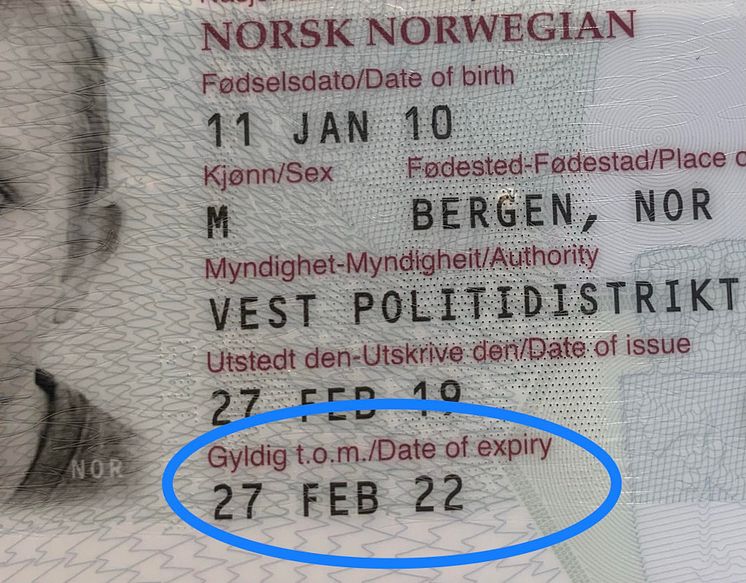 NORSK NORWEGIAN
Fødselsdato/Date of birth
11 JAN 10
Kjønn/Sex Fødested-Fødestad/Place
M BERGEN, NOR
Myndighet-Myndigheit/Authority
VEST POLITIDISTRIKT
Utstedt den-Utskrive den/Date of issue
27 FEB 19
Gyldig t.o.m./Date of expiry
27 FEB 22
NOR